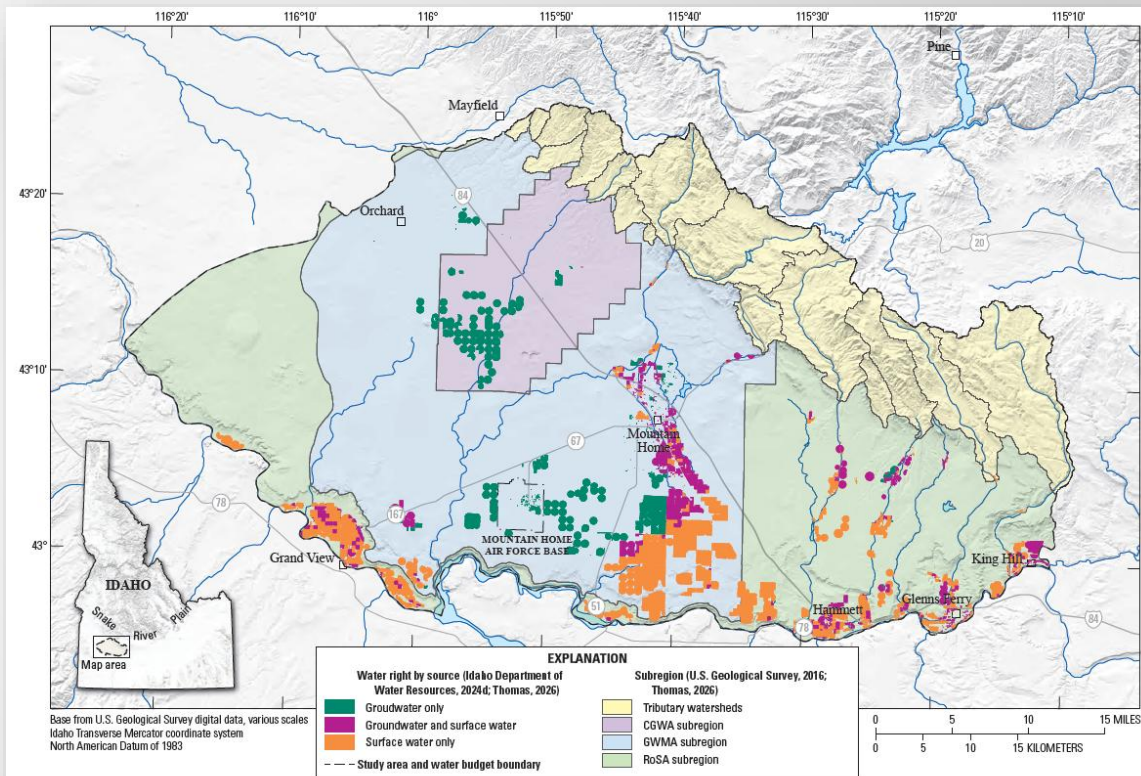 116°20'
116°10'
116°
115°50'
115°40'
115°30'
115°20'
115°10'
Pine
Mayfield
43°20'
84
Orchard
20
43°10'
67
Mountain
Home
78
167
MOUNTAIN HOME
AIR FORCE BASE
43°
Grand View
King Hill
51
Hammett
Glenns Ferry
78
84
IDAHO
Snake
River
Plain
Map area
Base from U.S. Geological Survey digital data, various scales
Idaho Transverse Mercator coordinate system
North American Datum of 1983
EXPLANATION
Water right by source (Idaho Department of
Water Resources, 2024d; Thomas, 2026)
Groudwater only
Groundwater and surface water
Surface water only
Study area and water budget boundary
Subregion (U.S. Geological Survey, 2016;
Thomas, 2026)
Tributary watersheds
CGWA subregion
GWMA subregion
RoSA subregion
0 5 10 15 MILES
0 5 10 15 KILOMETERS